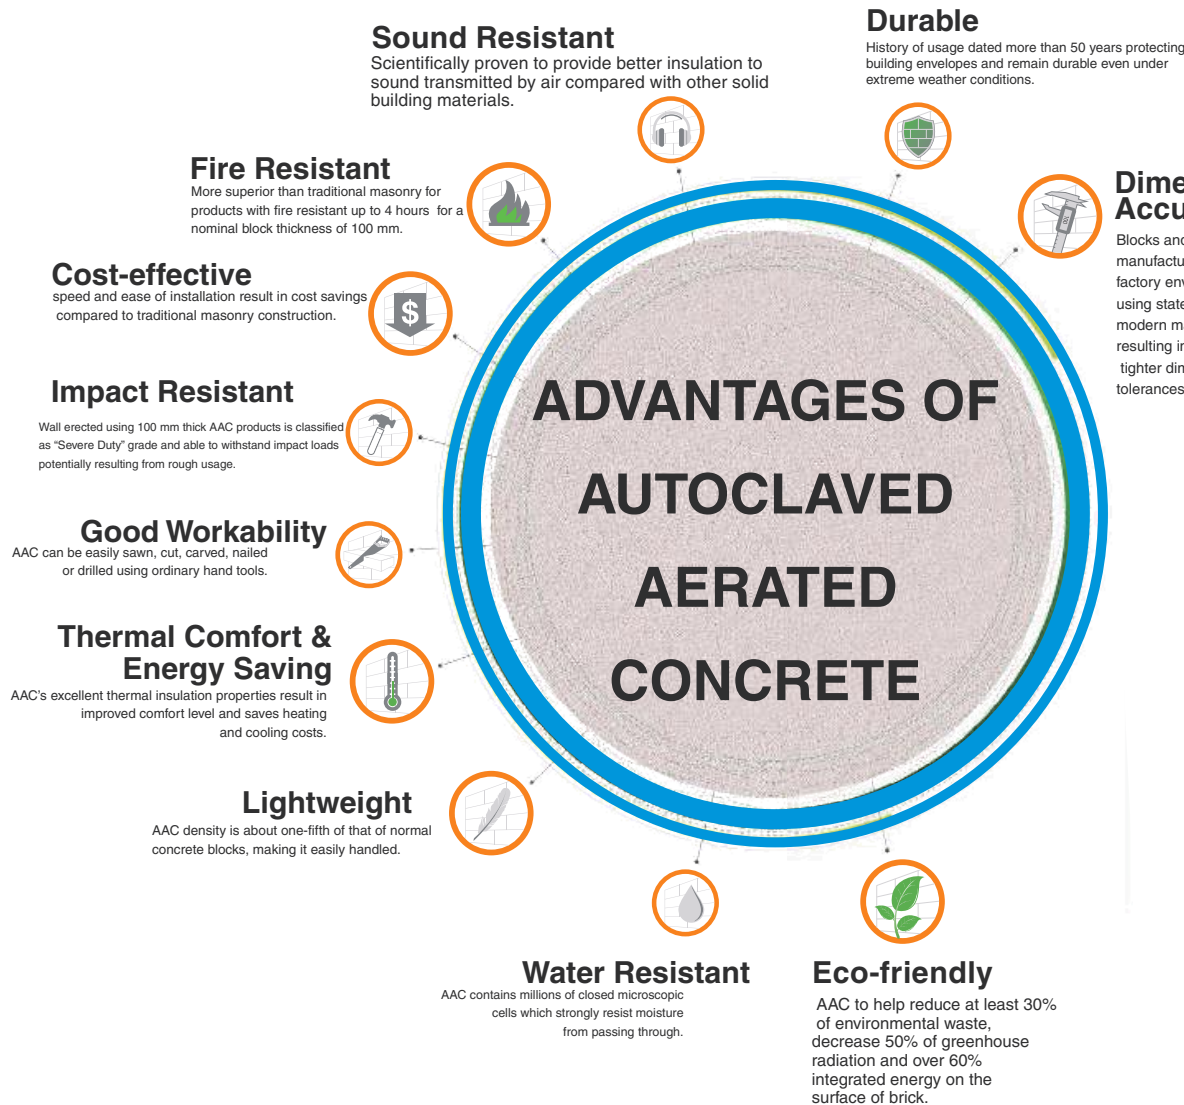 Sound Resistant
Scientifically proven to provide better insulation to
sound transmitted by air compared with other solid
building materials.
Durable
History of usage dated more than 50 years protecting
building envelopes and remain durable even under
extreme weather conditions.
Fire Resistant
More superior than traditional masonry for
products with fire resistant up to 4 hours for a
nominal block thickness of 100 mm.
Dime
Accu
Blocks and
manufactu
factory env
using state
modern ma
resulting in
tighter dim
tolerances
Cost-effective
speed and ease of installation result in cost savings
compared to traditional masonry construction.
$
Impact Resistant
Wall erected using 100 mm thick AAC products is classified
as “Severe Duty” grade and able to withstand impact loads
potentially resulting from rough usage.
Good Workability
AAC can be easily sawn, cut, carved, nailed
or drilled using ordinary hand tools.
Thermal Comfort &
Energy Saving
AAC’s excellent thermal insulation properties result in
improved comfort level and saves heating
and cooling costs.
Lightweight
AAC density is about one-fifth of that of normal
concrete blocks, making it easily handled.
Water Resistant
AAC contains millions of closed microscopic
cells which strongly resist moisture
from passing through.
Eco-friendly
AAC to help reduce at least 30%
of environmental waste,
decrease 50% of greenhouse
radiation and over 60%
integrated energy on the
surface of brick.
ADVANTAGES OF
AUTOCLAVED
AERATED
CONCRETE